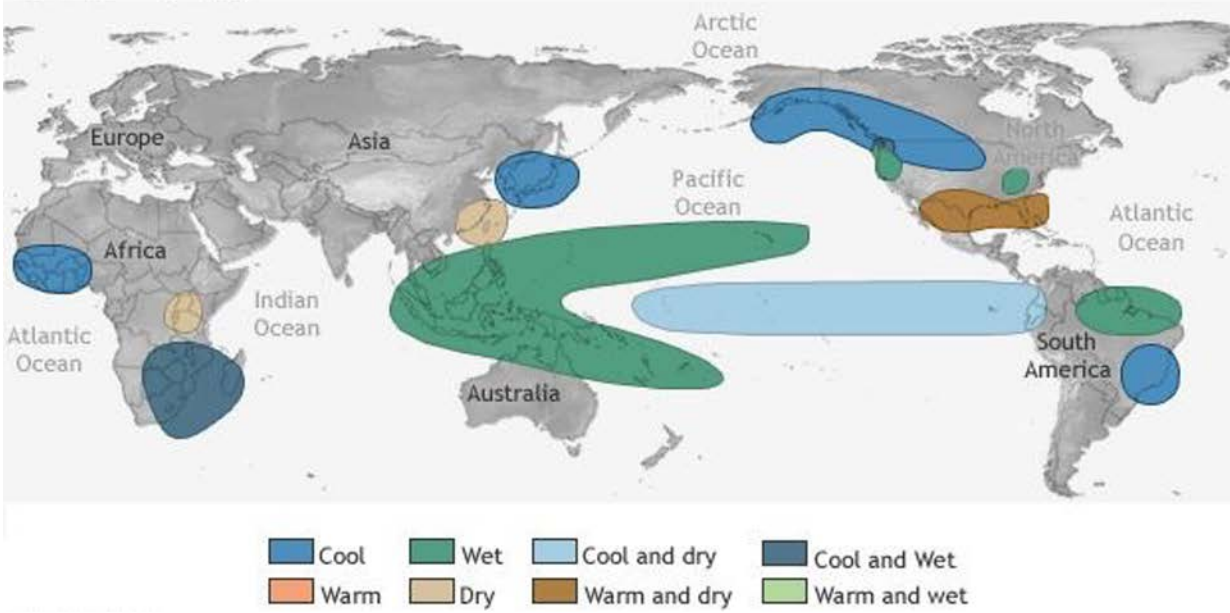 Arctic
Ocean
Europe
Asia
North
America
Pacific
Ocean
Atlantic
Ocean
Africa
Indian
Ocean
Atlantic
Ocean
South
America
Australia
Cool
Wet
Cool and dry
Cool and Wet
Warm
Dry
Warm and dry
Warm and wet